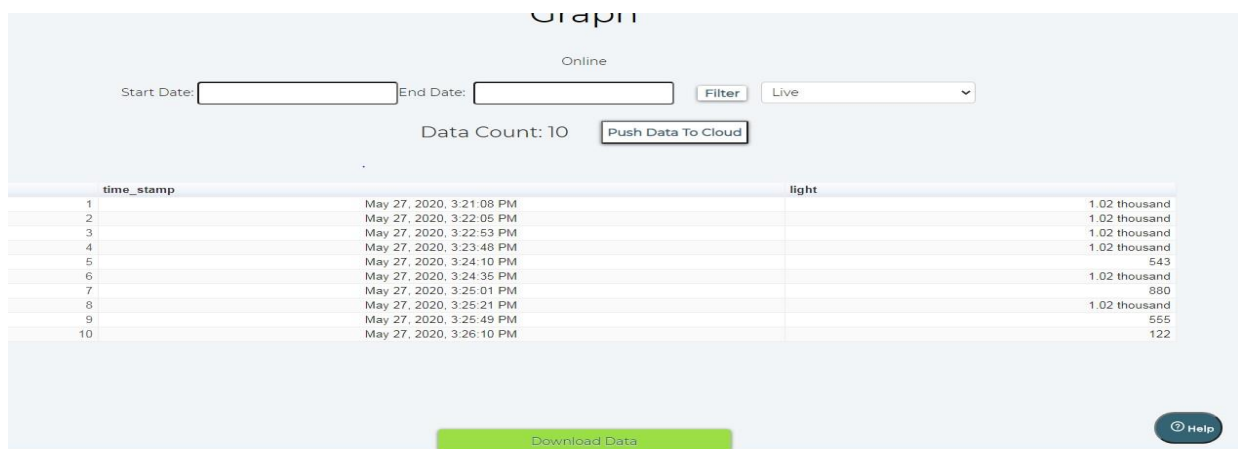 Graph
Online
Start Date: End Date: Filter Live
Data Count: 10 Push Data To Cloud
time_stamp light
1 May 27, 2020, 3:21:08 PM 1.02 thousand
2 May 27, 2020, 3:22:05 PM 1.02 thousand
3 May 27, 2020, 3:22:53 PM 1.02 thousand
4 May 27, 2020, 3:23:48 PM 1.02 thousand
5 May 27, 2020, 3:24:10 PM 543
6 May 27, 2020, 3:24:35 PM 1.02 thousand
7 May 27, 2020, 3:25:01 PM 880
8 May 27, 2020, 3:25:21 PM 1.02 thousand
9 May 27, 2020, 3:25:49 PM 555
10 May 27, 2020, 3:26:10 PM 122
Help
Download Data